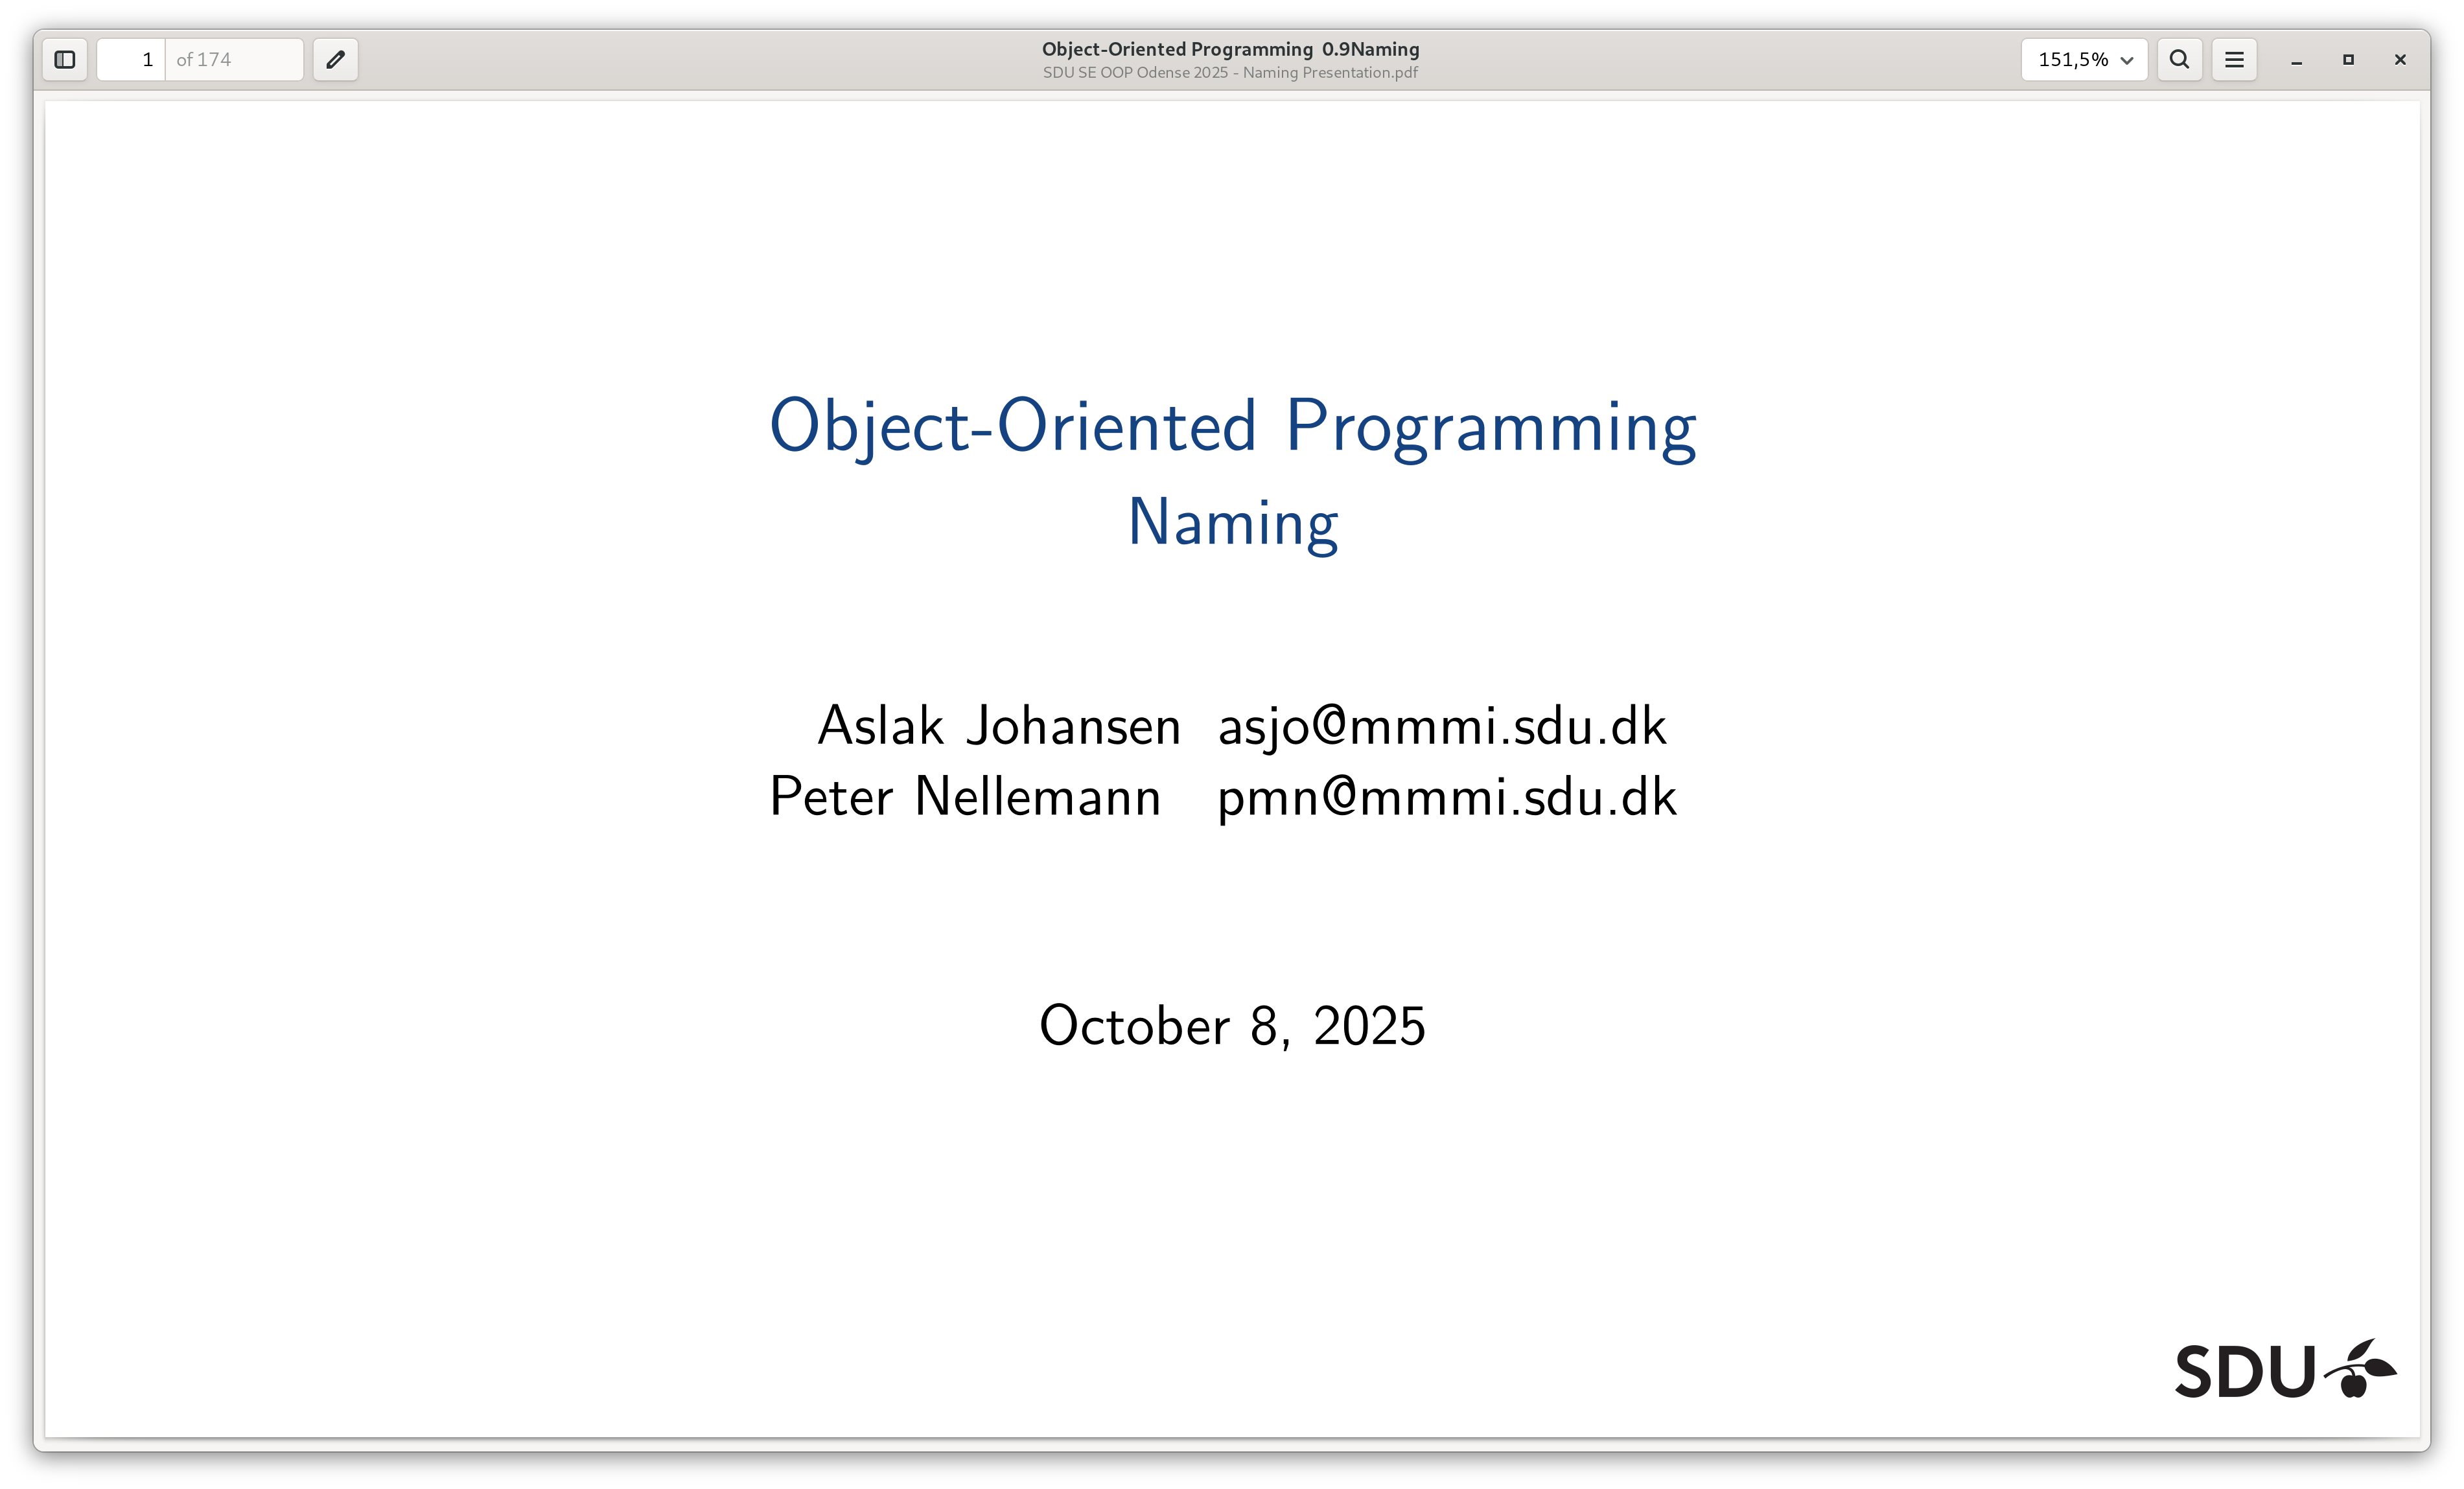 1 of 174
Object-Oriented Programming 0.9Naming
SDU SE OOP Odense 2025 - Naming Presentation.pdf
151,5%
Object-Oriented Programming
Naming
Aslak Johansen asjo@mmmi.sdu.dk
Peter Nellemann pmn@mmmi.sdu.dk
October 8, 2025
SDU